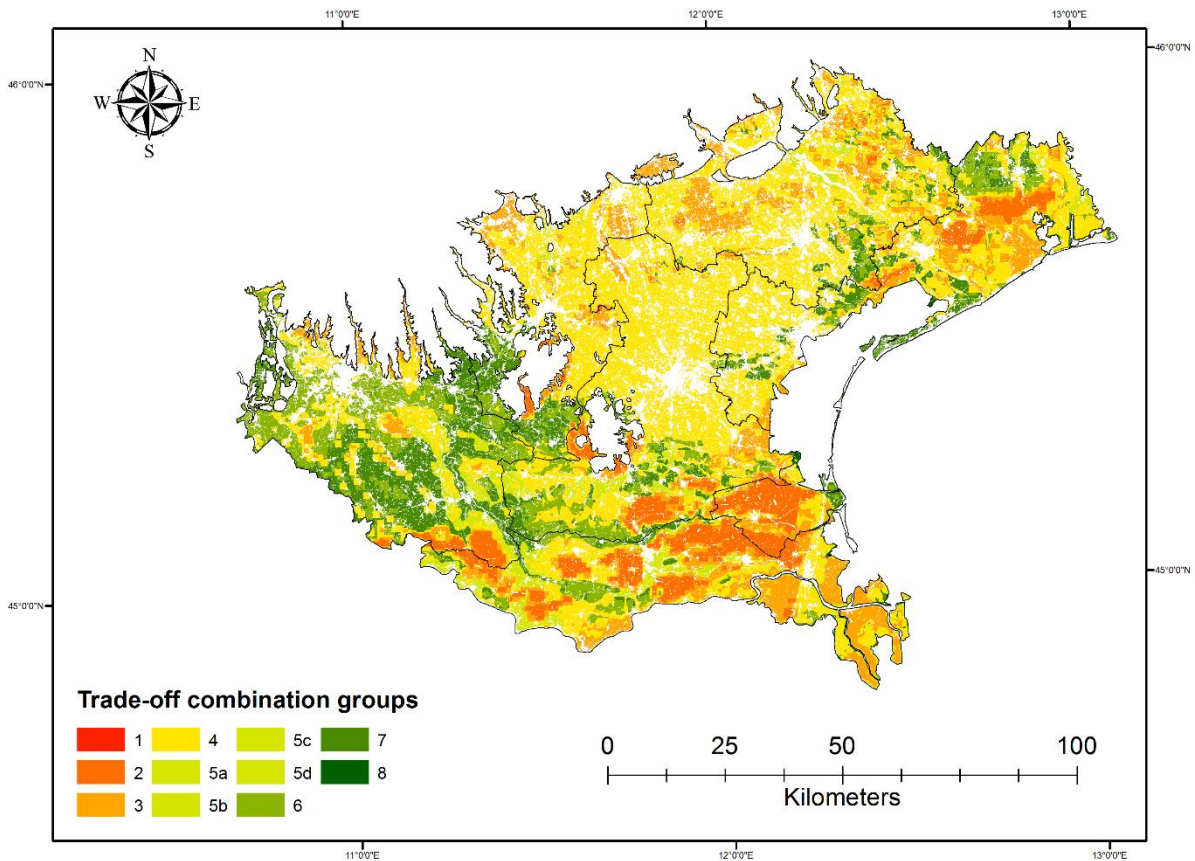 11°0'0"E 12°0'0"E 13°0'0"E
N
W E
S
46°0'0"N 46°0'0"N
45°0'0"N 45°0'0"N
Trade-off combination groups
1 4 5c 7
2 5a 5d 8
3 5b 6
0 25 50 100
Kilometers
11°0'0"E 12°0'0"E 13°0'0"E